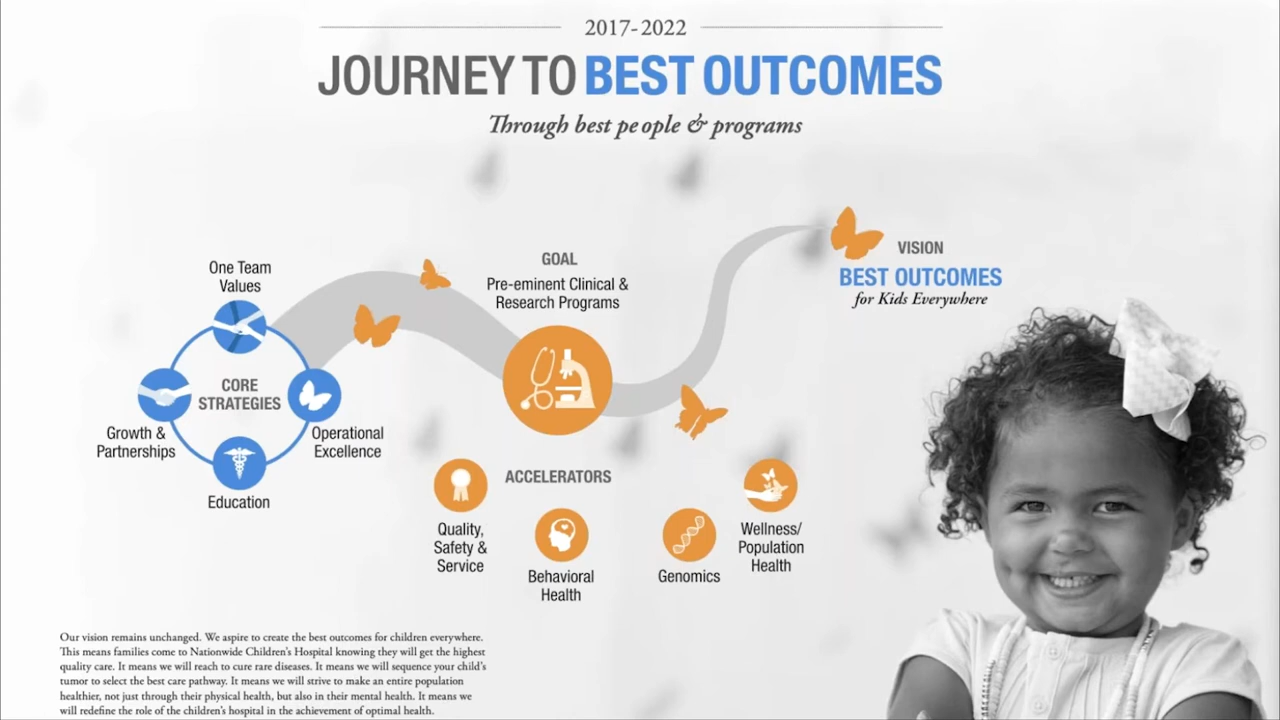 2017-2022
JOURNEY TO BEST OUTCOMES
Through best people & programs
One Team
Values
CORE
STRATEGIES
Growth &
Partnerships
Operational
Excellence
Education
GOAL
Pre-eminent Clinical &
Research Programs
VISION
BEST OUTCOMES
for Kids Everywhere
ACCELERATORS
Quality,
Safety &
Service
Behavioral
Health
Genomics
Wellness/
Population
Health
Our vision remains unchanged. We aspire to create the best outcomes for children everywhere.
This means families come to Nationwide Children's Hospital knowing they will get the highest
quality care. It means we will reach to cure rare diseases. It means we will sequence your child's
tumor to select the best care pathway. It means we will strive to make an entire population
healthier, not just through their physical health, but also in their mental health. It means we
will redefine the role of the children's hospital in the achievement of optimal health.